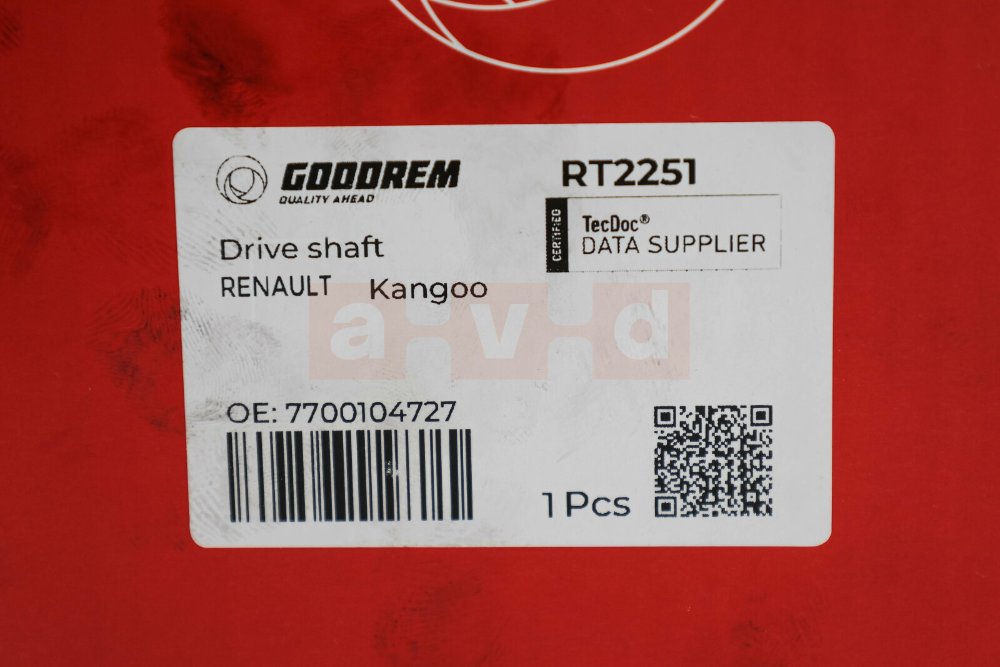 GOODREM
QUALITY AHEAD
RT2251
CERTIFIED
TecDoc®
DATA SUPPLIER
Drive shaft
RENAULT Kangoo
avd
OE: 7700104727
1 Pcs